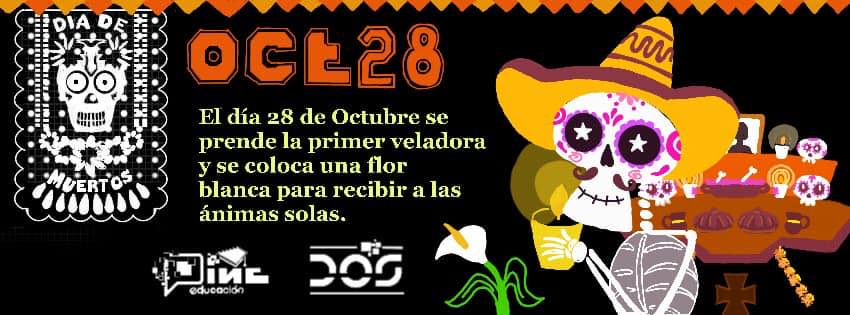 DIA DE
MUERTOS
OCT28
El día 28 de Octubre se
prende la primer veladora
y se coloca una flor
blanca para recibir a las
ánimas solas.
educación
DOS